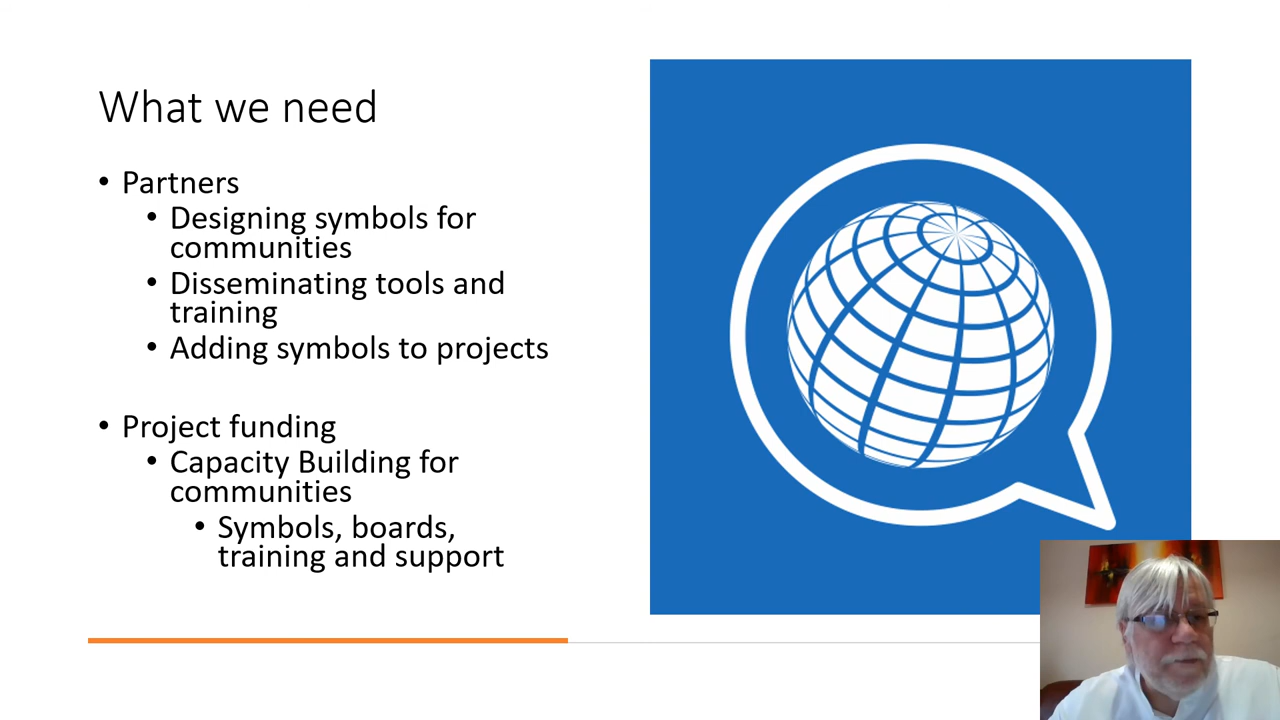 What we need
• Partners
• Designing symbols for
communities
• Disseminating tools and
training
• Adding symbols to projects
• Project funding
• Capacity Building for
communities
• Symbols, boards,
training and support